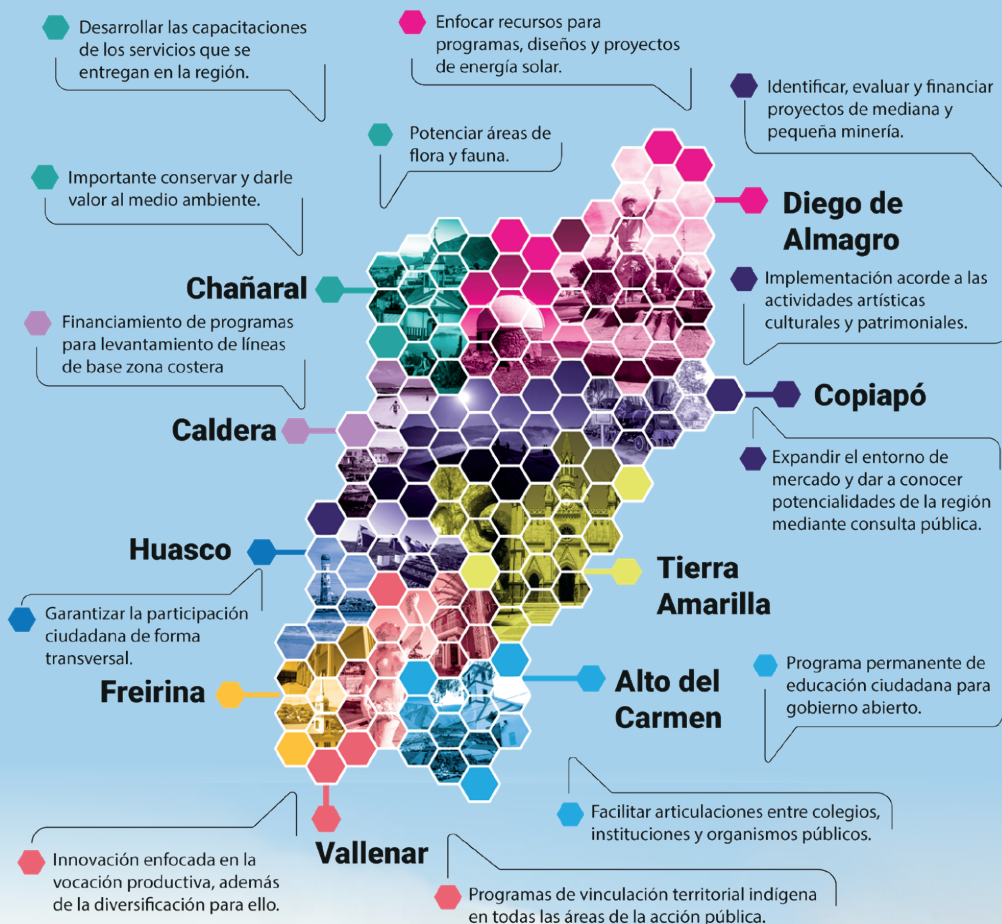 Desarrollar las capacitaciones
de los servicios que se
entregan en la región.
Enfocar recursos para
programas, diseños y proyectos
de energía solar.
Identificar, evaluar y financiar
proyectos de mediana y
pequeña minería.
Potenciar áreas de
flora y fauna.
Importante conservar y darle
valor al medio ambiente.
Diego de
Almagro
Chañaral
Implementación acorde a las
actividades artísticas
culturales y patrimoniales.
Financiamiento de programas
para levantamiento de líneas
de base zona costera
Copiapó
Caldera
Expandir el entorno de
mercado y dar a conocer
potencialidades de la región
mediante consulta pública.
Huasco
Tierra
Amarilla
Garantizar la participación
ciudadana de forma
transversal.
Freirina
Alto del
Carmen
Programa permanente de
educación ciudadana para
gobierno abierto.
Facilitar articulaciones entre colegios,
instituciones y organismos públicos.
Vallenar
Innovación enfocada en la
vocación productiva, además
de la diversificación para ello.
Programas de vinculación territorial indígena
en todas las áreas de la acción pública.